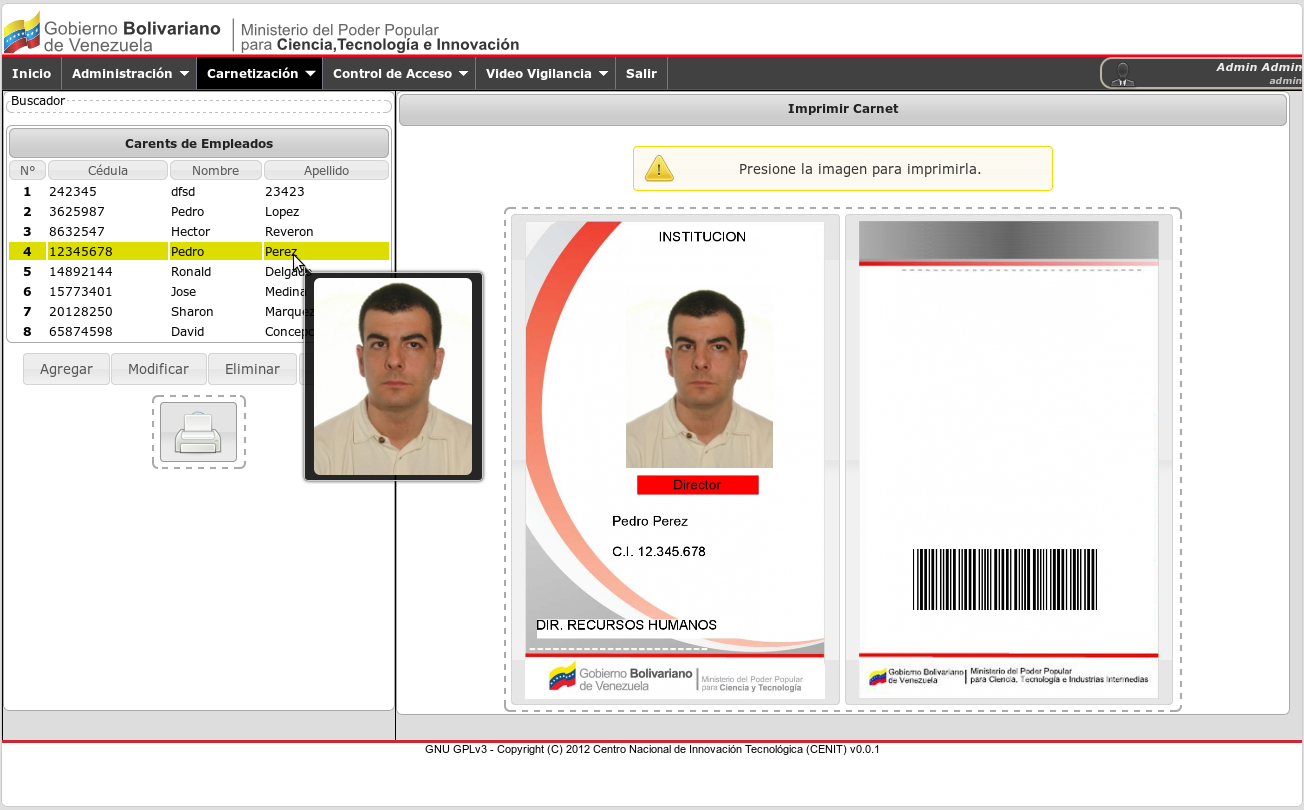 Gobierno Bolivariano
de Venezuela
Ministerio del Poder Popular
para Ciencia,Tecnología e Innovación
Inicio Administración Carnetización Control de Acceso Video Vigilancia Salir
Admin Admin
admin
Buscador
Carents de Empleados
Nº Cédula Nombre Apellido
1 242345 dfsd 23423
2 3625987 Pedro Lopez
3 8632547 Hector Reveron
4 12345678 Pedro Perez
5 14892144 Ronald
6 15773401 Jose Medina
7 20128250 Sharon Marquez
8 65874598 David
Agregar Modificar Eliminar
Imprimir Carnet
Presione la imagen para imprimirla.
INSTITUCION
Director
Pedro Perez
C.I. 12.345.678
DIR. RECURSOS HUMANOS
Gobierno Bolivariano
de Venezuela
Ministerio del Poder Popular
para Ciencia y Tecnología
Gobierno Bolivariano
de Venezuela
Ministerio del Poder Popular
para Ciencia, Tecnología e Industrias Intermedias
GNU GPLv3 - Copyright (C) 2012 Centro Nacional de Innovación Tecnológica (CENIT) v0.0.1